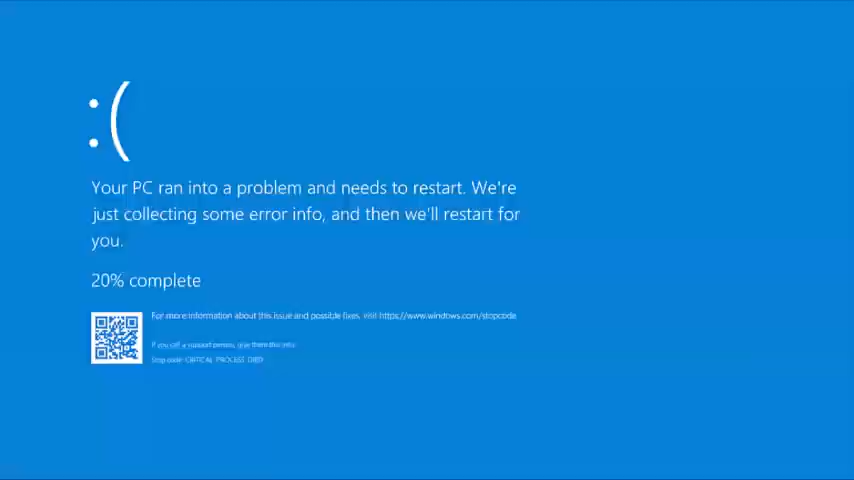 :(
Your PC ran into a problem and needs to restart. We're
just collecting some error info, and then we'll restart for
you.
20% complete
For more information about this issue and possible fixes, visit https://www.windows.com/stopcode
If you call a support person, give them this info:
Stop code: CRITICAL PROCESS DIED